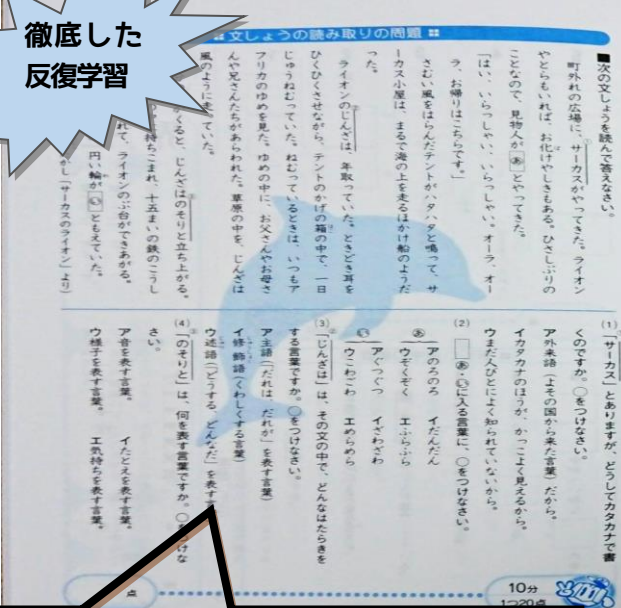 徹底した
反復学習
文しょうの読み取りの問題
■次の文しょうを読んで答えなさい。
町外れの広場に、サーカスがやってきた。ライオン
やとらもいれば、お化けやしきもある。ひさしぶりの
ことなので、見物人が あ とやってきた。
「はい、いらっしゃい、いらっしゃい。オーラ、オー
ラ、お帰りはこちらです。」
さむい風をはらんだテントがハタハタと鳴って、サ
ーカス小屋は、まるで海の上を走るほかけ船のようだ
った。
ライオンのじんざは、年取っていた。ときどき耳を
ひくひくさせながら、テントのかげの箱の中で、一日
じゅうねむっていた。ねむっているときは、いつもア
フリカのゆめを見た。ゆめの中に、お父さんやお母さ
んや兄さんたちがあらわれた。草原の中を、じんざは
風のように走っていた。
くると、じんざはのそりと立ち上がる。
持ちこまれ、十五まいの鉄のこうし
れて、ライオンのぶ台ができあがる。
円い輪が い ともえていた。
「サーカスのライオン」より)
(1) 「サーカス」とありますが、どうしてカタカナで書
くのですか。○をつけなさい。
ア外来語(よその国から来た言葉)だから。
イカタカナのほうが、かっこよく見えるから。
ウまだ人びとによく知られていないから。
(2) あ いに入る言葉に、○をつけなさい。
あ
アのろのろ イだんだん
ウぞくぞく エぶらぶら
い
アぐつぐつ イざわざわ
ウごわごわ エめらめら
(3) 「じんざは」は、その文の中で、どんなはたらきを
する言葉ですか。○をつけなさい。
ア主語(「だれは、だれが」を表す言葉)
イ修飾語(くわしくする言葉)
ウ述語(「どうする、どんなだ」を表す
(4) 「のそりと」は、何を表す言葉ですか。○をつけな
さい。
ア音を表す言葉。 イたとえを表す言葉。
ウ様子を表す言葉。 エ気持ちを表す言葉。
10分
1つ20点
100
点